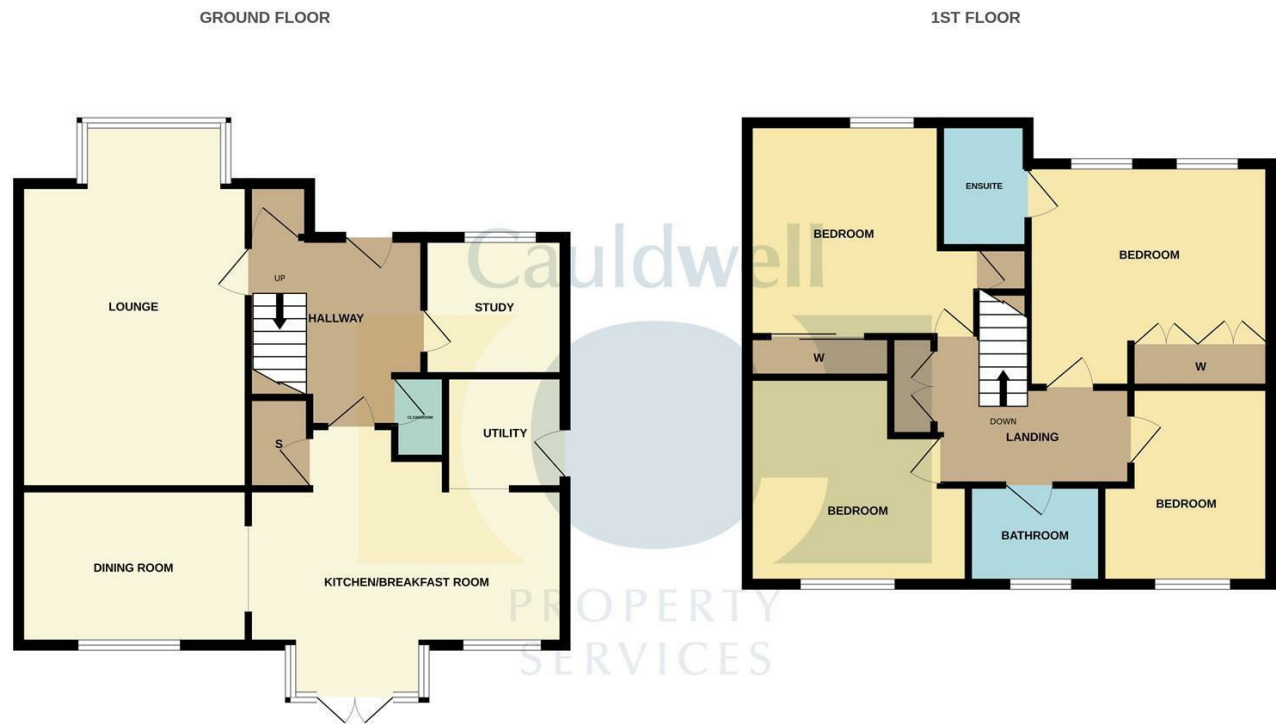 GROUND FLOOR
1ST FLOOR
LOUNGE
UP
HALLWAY
STUDY
CLOAKROOM
UTILITY
S
DINING ROOM
KITCHEN/BREAKFAST ROOM
BEDROOM
ENSUITE
BEDROOM
W
W
DOWN
LANDING
BEDROOM
BATHROOM
BEDROOM
Cauldwell
PROPERTY
SERVICES